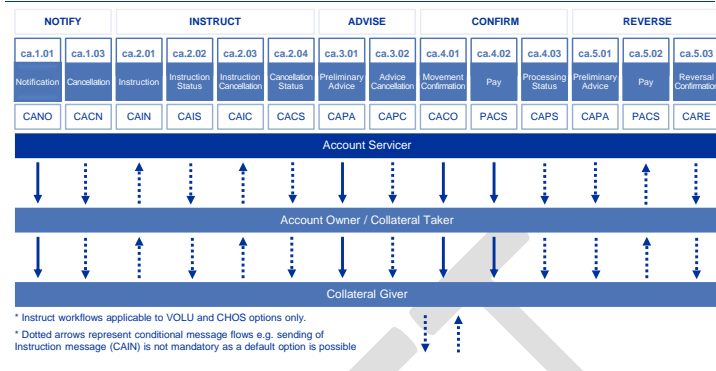 NOTIFY INSTRUCT ADVISE CONFIRM REVERSE
ca.1.01 ca.1.03 ca.2.01 ca.2.02 ca.2.03 ca.2.04 ca.3.01 ca.3.02 ca.4.01 ca.4.02 ca.4.03 ca.5.01 ca.5.02 ca.5.03
Notification Cancellation Instruction Instruction Status Instruction Cancellation Cancellation Status Preliminary Advice Advice Cancellation Movement Confirmation Pay Processing Status Preliminary Advice Pay Reversal Confirmation
CANO CACN CAIN CAIS CAIC CACS CAPA CAPC CACO PACS CAPS CAPA PACS CARE
Account Servicer
Account Owner / Collateral Taker
Collateral Giver
* Instruct workflows applicable to VOLU and CHOS options only.
* Dotted arrows represent conditional message flows e.g. sending of
Instruction message (CAIN) is not mandatory as a default option is possible